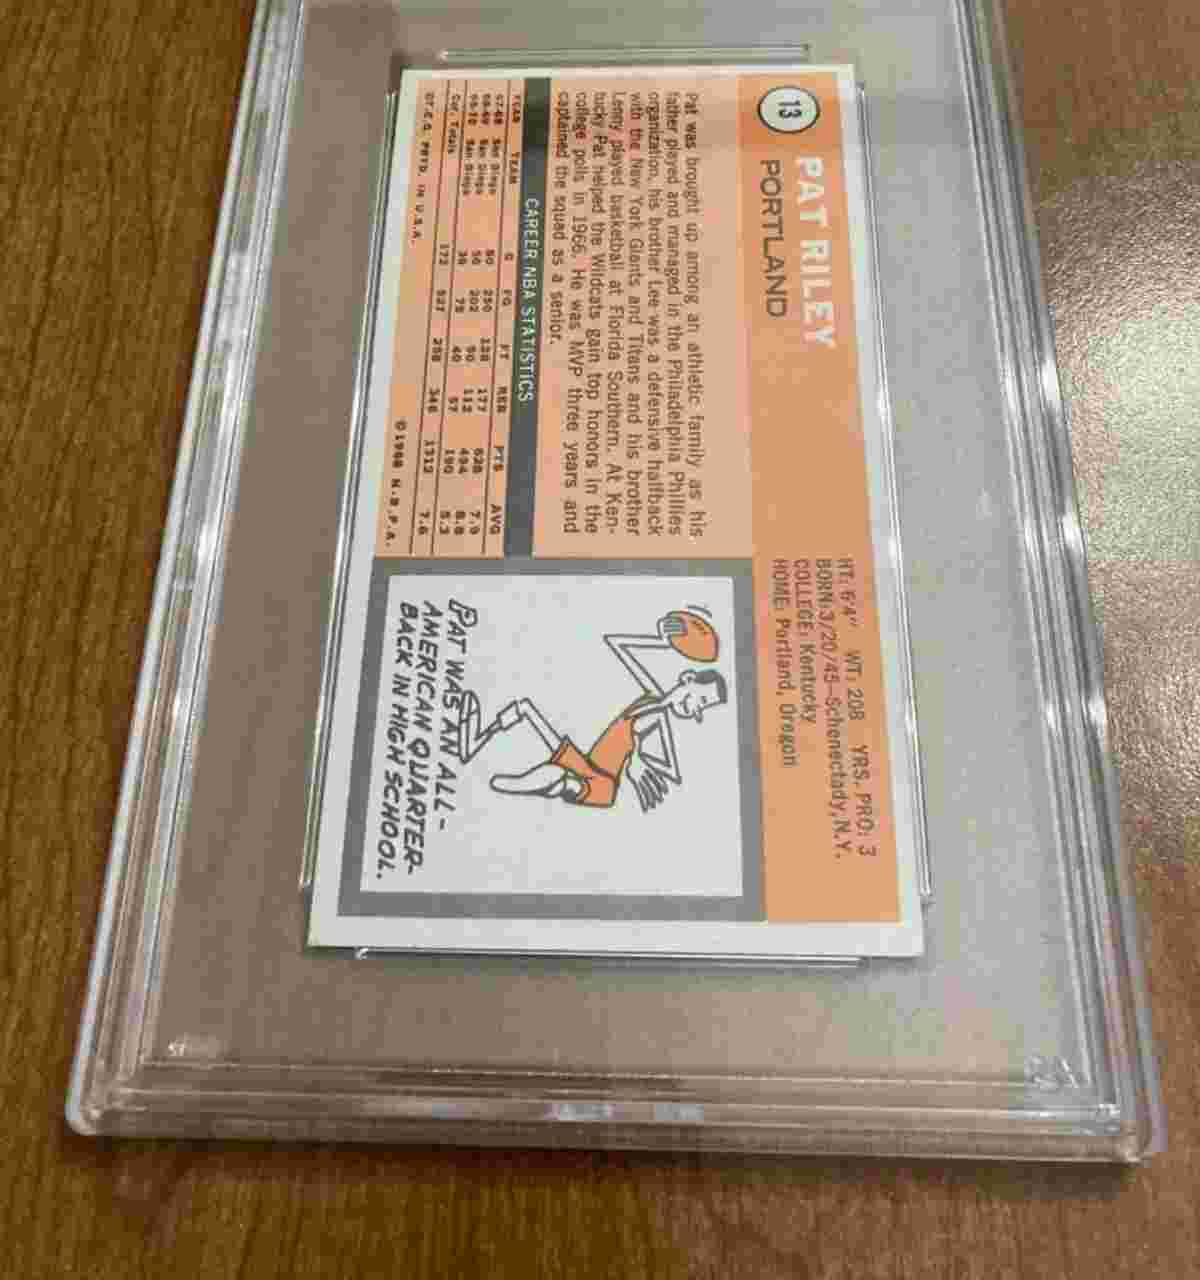 13
PAT RILEY
PORTLAND
HT: 6'4" WT: 208 YRS. PRO: 3
BORN: 3/20/45-Schenectady, N.Y.
COLLEGE: Kentucky
HOME: Portland, Oregon
Pat was brought up among an athletic family as his
father played and managed in the Philadelphia Phillies
organization, his brother Lee was a defensive halfback
with the New York Giants and Titans and his brother
Lenny played basketball at Florida Southern. At Ken-
tucky Pat helped the Wildcats gain top honors in the
college polls in 1966. He was MVP three years and
captained the squad as a senior.
CAREER NBA STATISTICS
YEAR TEAM G FG FT REB PTS AVG
67-68 San Diego 80 250 128 177 628 7.9
68-69 San Diego 56 202 90 112 494 8.8
69-70 San Diego 36 75 40 57 190 5.3
Car. Totals 172 527 258 346 1312 7.6
©T.C.G. PRTD. IN U.S.A. © 1968 N.B.P.A.
PAT WAS AN ALL-
AMERICAN QUARTER-
BACK IN HIGH SCHOOL.